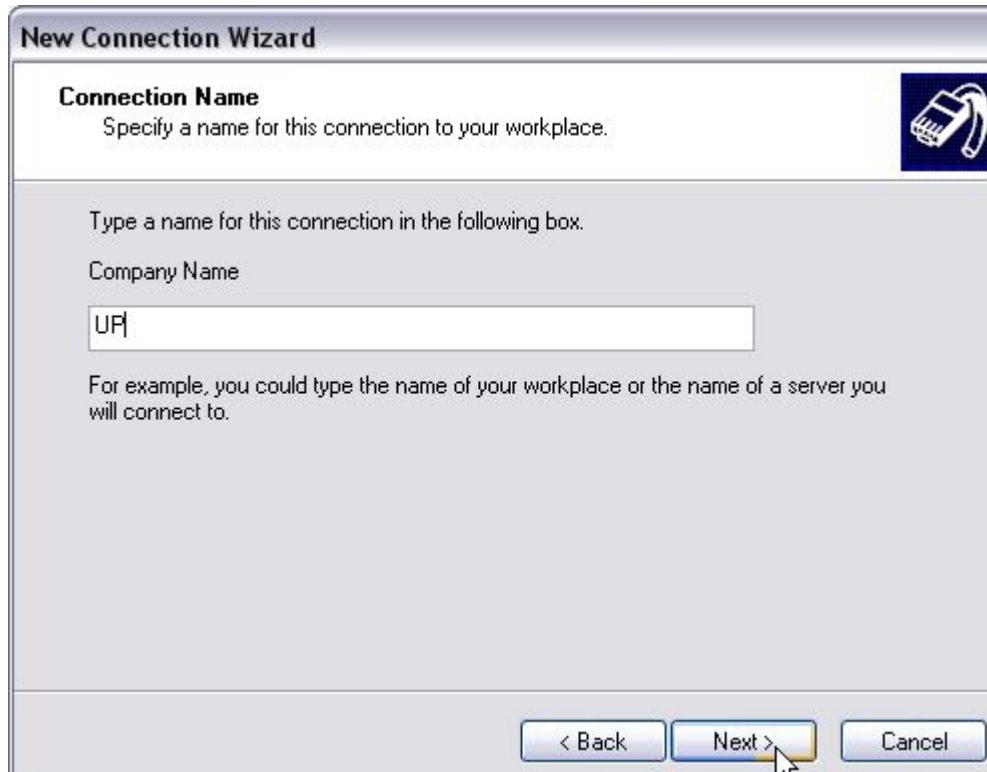 New Connection Wizard
Connection Name
Specify a name for this connection to your workplace.
Type a name for this connection in the following box.
Company Name
UP
For example, you could type the name of your workplace or the name of a server you
will connect to.
< Back Next > Cancel